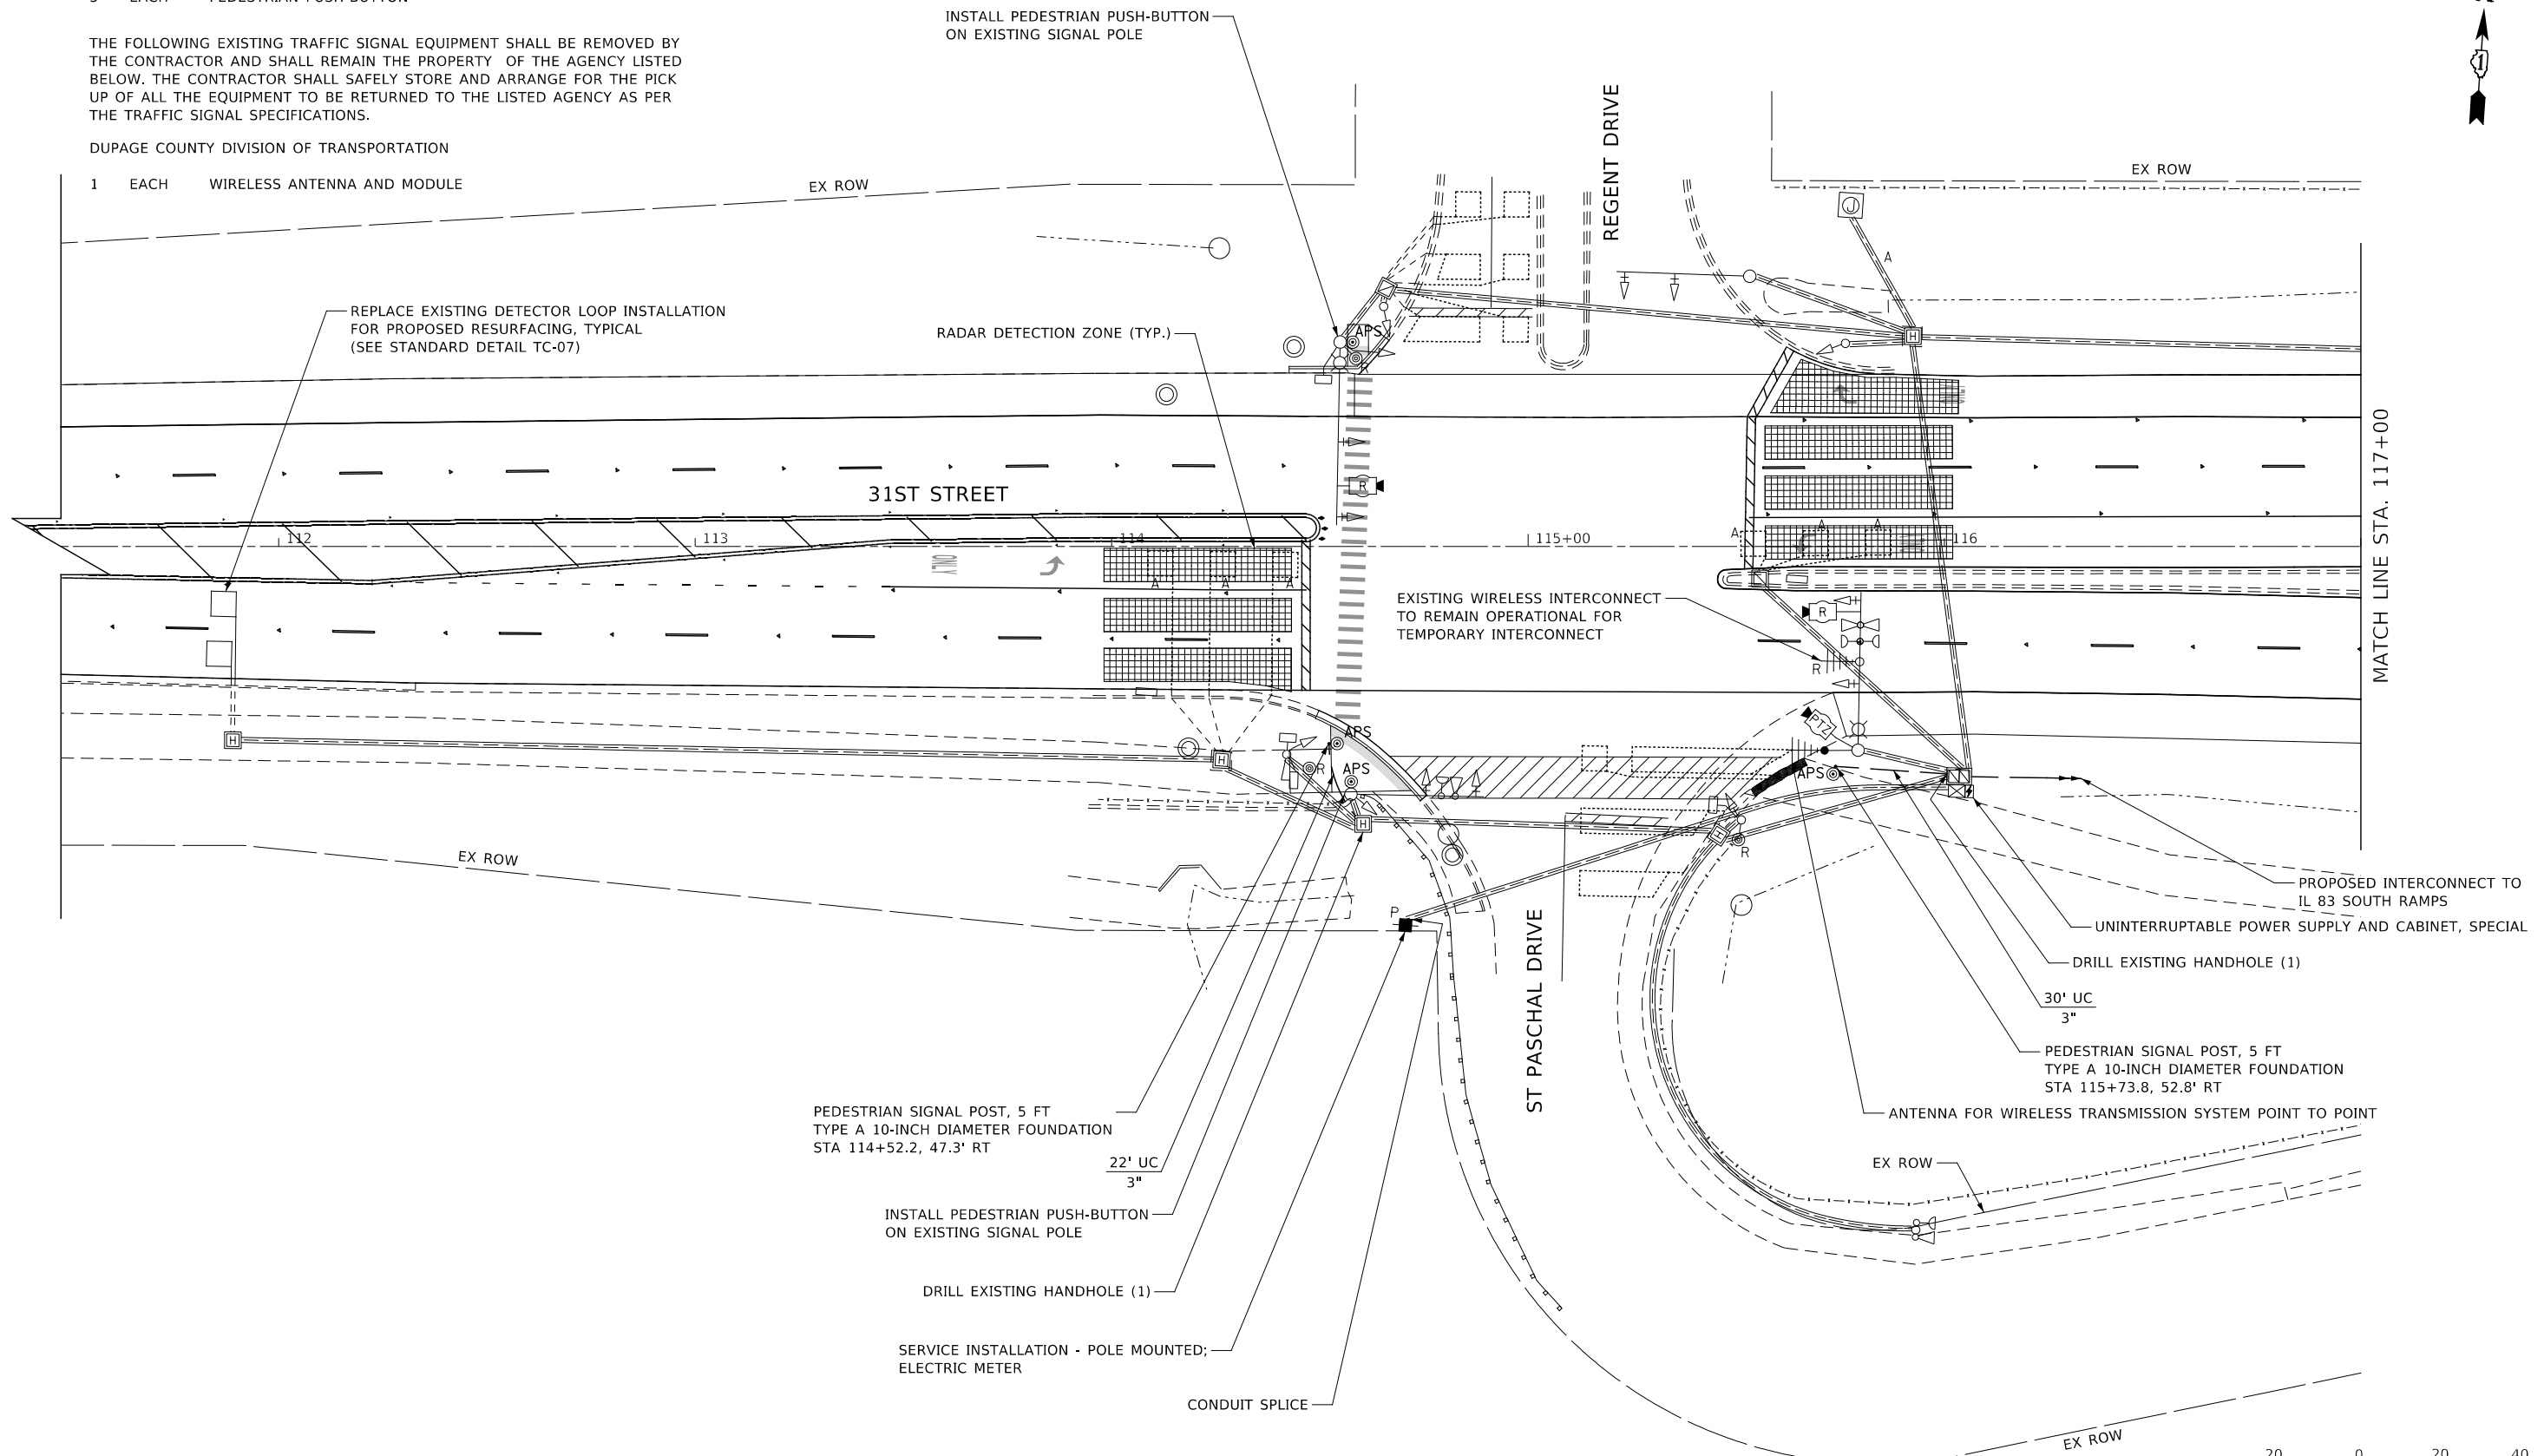 THE FOLLOWING EXISTING TRAFFIC SIGNAL EQUIPMENT SHALL BE REMOVED BY
THE CONTRACTOR AND SHALL REMAIN THE PROPERTY OF THE AGENCY LISTED
BELOW. THE CONTRACTOR SHALL SAFELY STORE AND ARRANGE FOR THE PICK
UP OF ALL THE EQUIPMENT TO BE RETURNED TO THE LISTED AGENCY AS PER
THE TRAFFIC SIGNAL SPECIFICATIONS.
DUPAGE COUNTY DIVISION OF TRANSPORTATION
1 EACH WIRELESS ANTENNA AND MODULE
INSTALL PEDESTRIAN PUSH-BUTTON
ON EXISTING SIGNAL POLE
1
REGENT DRIVE
EX ROW
EX ROW
J
A
REPLACE EXISTING DETECTOR LOOP INSTALLATION
FOR PROPOSED RESURFACING, TYPICAL
(SEE STANDARD DETAIL TC-07)
RADAR DETECTION ZONE (TYP.)
APS
R
H
31ST STREET
R
112
113
114
115+00
116
A
A
A
A
A
A
MATCH LINE STA. 117+00
EXISTING WIRELESS INTERCONNECT
TO REMAIN OPERATIONAL FOR
TEMPORARY INTERCONNECT
R
R
PTZ
H
H
APS
R
APS
APS
H
H
R
EX ROW
P
ST PASCHAL DRIVE
PROPOSED INTERCONNECT TO
IL 83 SOUTH RAMPS
UNINTERRUPTABLE POWER SUPPLY AND CABINET, SPECIAL
DRILL EXISTING HANDHOLE (1)
30' UC
3"
PEDESTRIAN SIGNAL POST, 5 FT
TYPE A 10-INCH DIAMETER FOUNDATION
STA 115+73.8, 52.8' RT
ANTENNA FOR WIRELESS TRANSMISSION SYSTEM POINT TO POINT
PEDESTRIAN SIGNAL POST, 5 FT
TYPE A 10-INCH DIAMETER FOUNDATION
STA 114+52.2, 47.3' RT
22' UC
3"
EX ROW
INSTALL PEDESTRIAN PUSH-BUTTON
ON EXISTING SIGNAL POLE
DRILL EXISTING HANDHOLE (1)
SERVICE INSTALLATION - POLE MOUNTED;
ELECTRIC METER
CONDUIT SPLICE
EX ROW